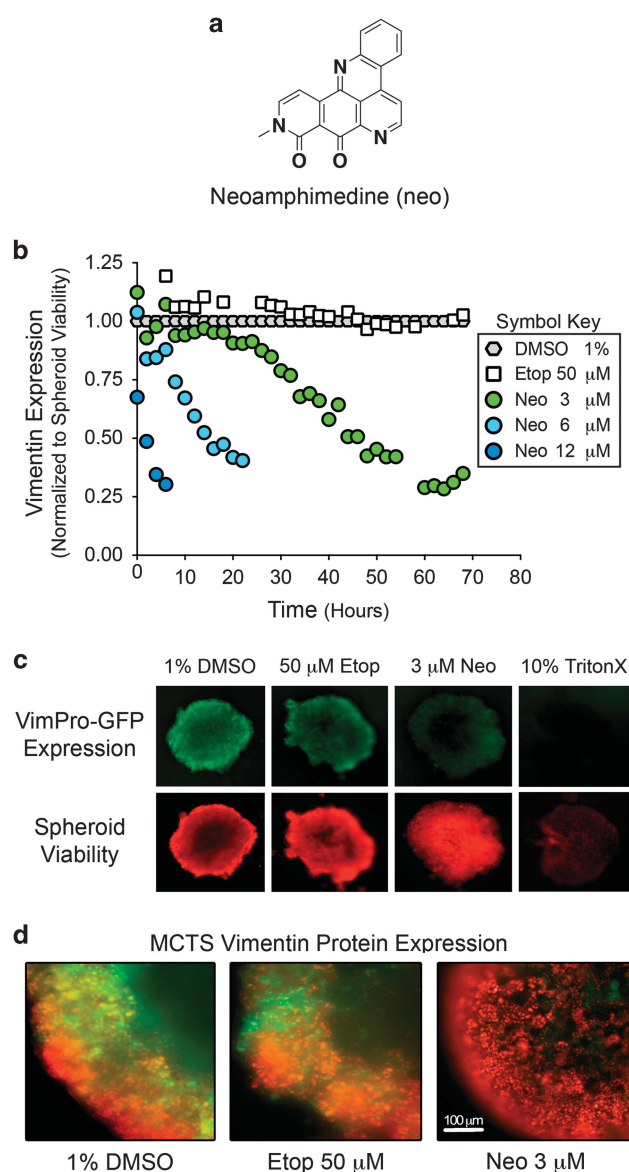 a
N
N
O
O
N
Neoamphimedine (neo)
b
Vimentin Expression
(Normalized to Spheroid Viability)
1.25
1.00
0.75
0.50
0.25
0.00
0 10 20 30 40 50 60 70 80
Time (Hours)
Symbol Key
DMSO 1%
Etop 50 μM
Neo 3 μM
Neo 6 μM
Neo 12 μM
c
1% DMSO 50 μM Etop 3 μM Neo 10% TritonX
VimPro-GFP
Expression
Spheroid
Viability
d
MCTS Vimentin Protein Expression
100 μm
1% DMSO Etop 50 μM Neo 3 μM